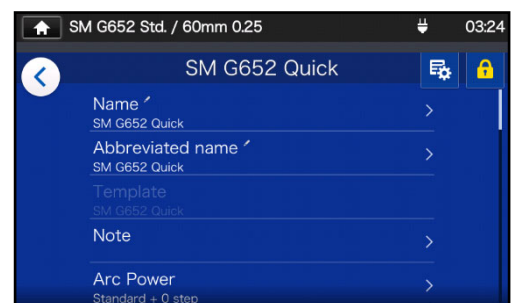 SM G652 Std. / 60mm 0.25
03:24
SM G652 Quick
Name
SM G652 Quick
Abbreviated name
SM G652 Quick
Template
SM G652 Quick
Note
Arc Power
Standard + 0 step